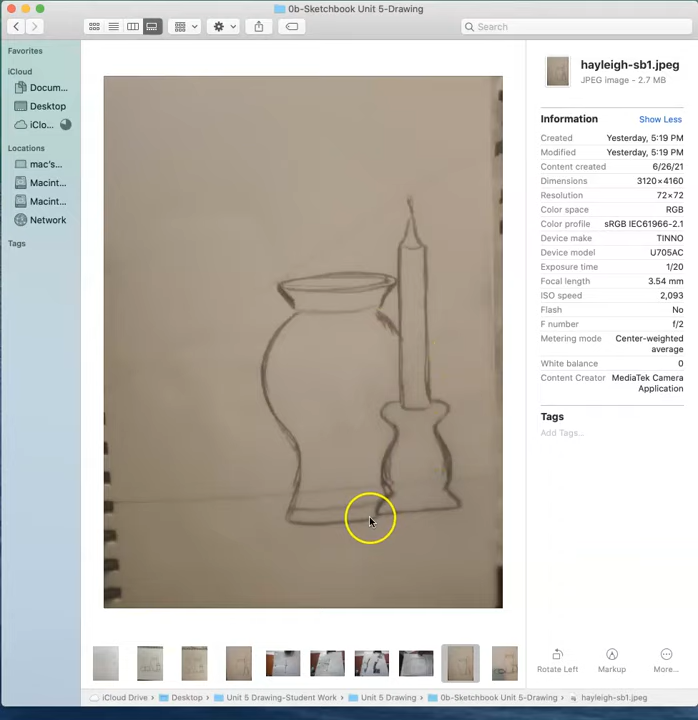 0b-Sketchbook Unit 5-Drawing
Search
Favorites
iCloud
Docum...
Desktop
iClo...
Locations
mac's...
Macint...
Macint...
Network
Tags
hayleigh-sb1.jpeg
JPEG image - 2.7 MB
Information Show Less
Created Yesterday, 5:19 PM
Modified Yesterday, 5:19 PM
Content created 6/26/21
Dimensions 3120×4160
Resolution 72×72
Color space RGB
Color profile sRGB IEC61966-2.1
Device make TINNO
Device model U705AC
Exposure time 1/20
Focal length 3.54 mm
ISO speed 2,093
Flash No
F number f/2
Metering mode Center-weighted
average
White balance 0
Content Creator MediaTek Camera
Application
Tags
Add Tags...
Rotate Left Markup More...
iCloud Drive › Desktop › Unit 5 Drawing-Student Work › Unit 5 Drawing › 0b-Sketchbook Unit 5-Drawing › hayleigh-sb1.jpeg